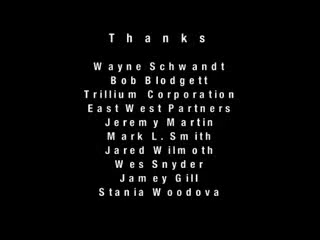 Thanks
Wayne Schwandt
Bob Blodgett
Trillium Corporation
East West Partners
Jeremy Martin
Mark L. Smith
Jared Wilmoth
Wes Snyder
Jamey Gill
Stania Woodova